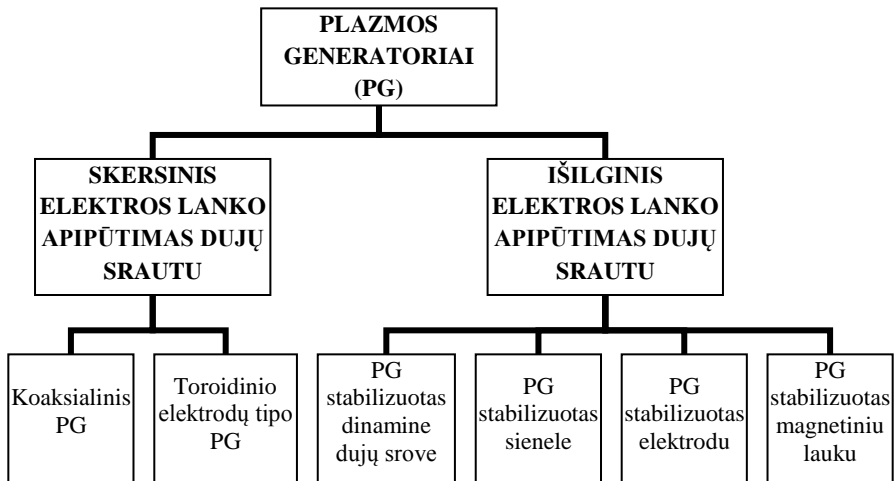 PLAZMOS
GENERATORIAI
(PG)
SKERSINIS
ELEKTROS LANKO
APIPŪTIMAS DUJŲ
SRAUTU
IŠILGINIS
ELEKTROS LANKO
APIPŪTIMAS DUJŲ
SRAUTU
Koaksialinis
PG
Toroidinio
elektrodų tipo
PG
PG
stabilizuotas
dinamine
dujų srove
PG
stabilizuotas
sienele
PG
stabilizuotas
elektrodu
PG
stabilizuotas
magnetiniu
lauku